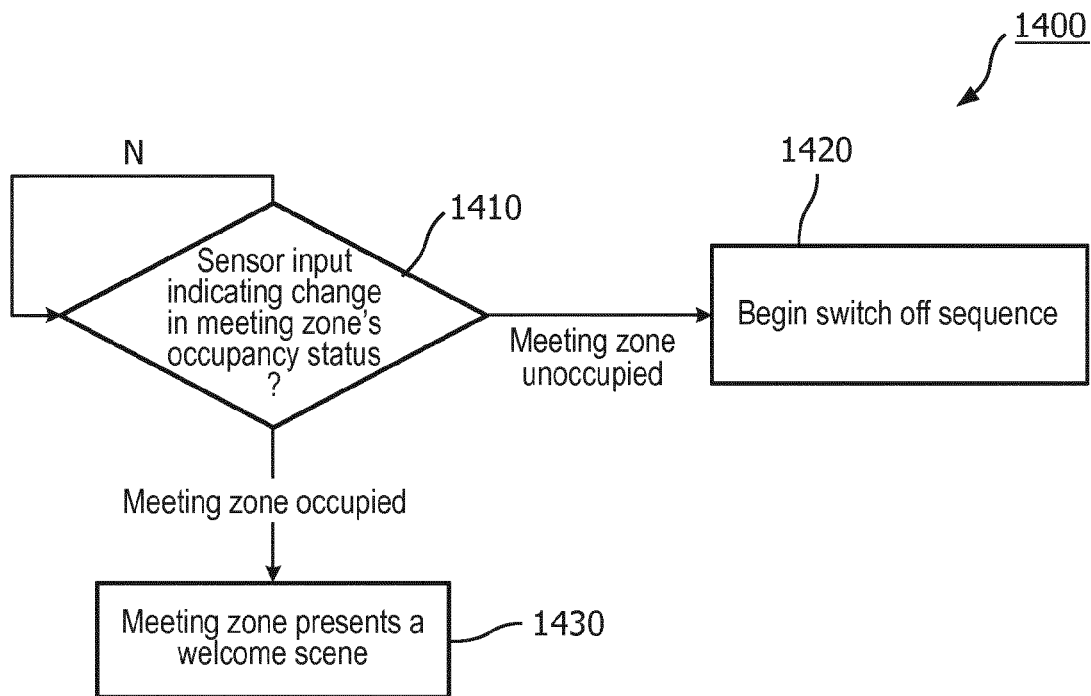 1400
N
1420
1410
Sensor input
indicating change
in meeting zone's
occupancy status
?
Begin switch off sequence
Meeting zone
unoccupied
Meeting zone occupied
Meeting zone presents a
welcome scene
1430